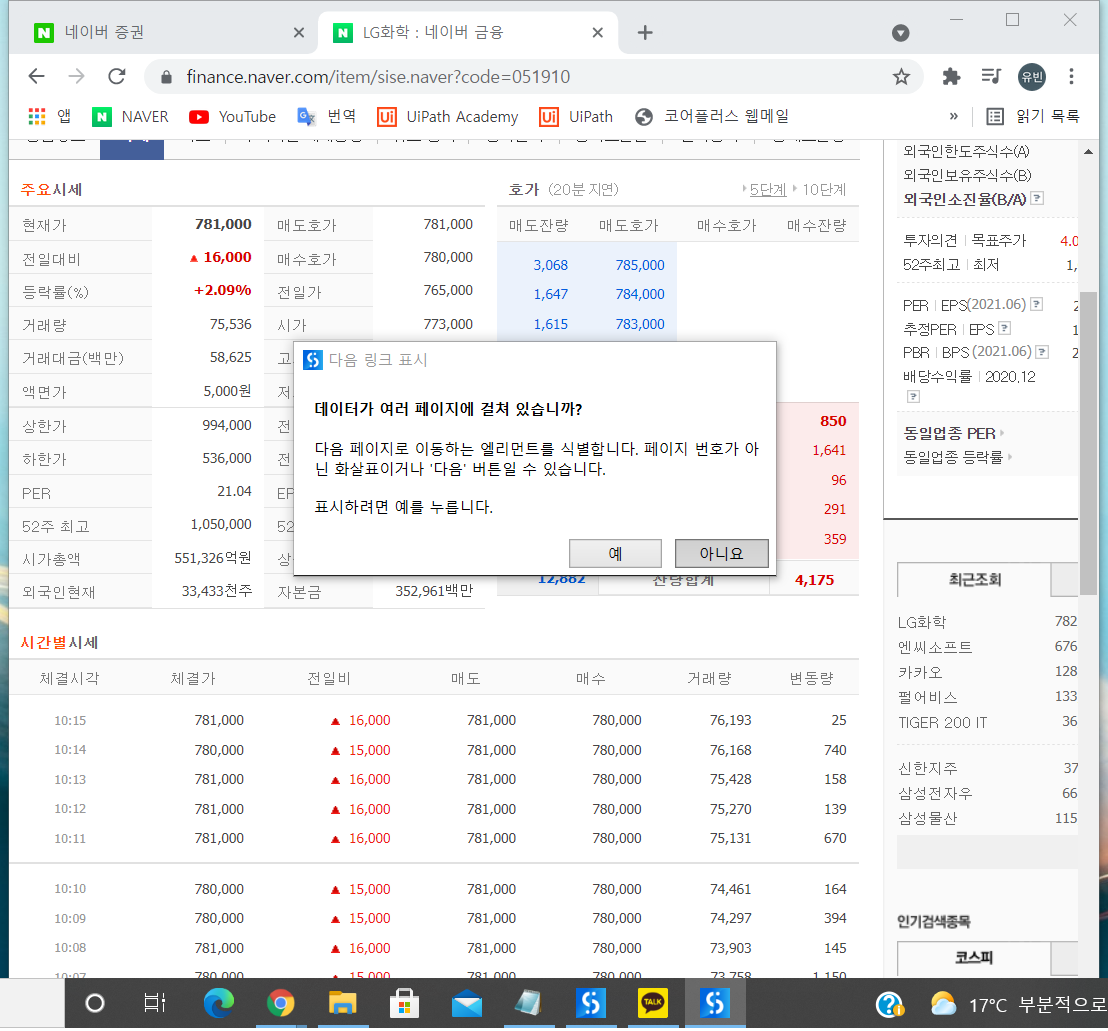 네이버 증권
LG화학 : 네이버 금융
finance.naver.com/item/sise.naver?code=051910
유빈
앱 NAVER YouTube 번역 UiPath Academy UiPath 코어플러스 웹메일 » 읽기 목록
주요시세
현재가 781,000 매도호가 781,000
전일대비 ▲ 16,000 매수호가 780,000
등락률(%) +2.09% 전일가 765,000
거래량 75,536 시가 773,000
거래대금(백만) 58,625 고
액면가 5,000원 저
상한가 994,000 전
하한가 536,000 전
PER 21.04 EP
52주 최고 1,050,000 52
시가총액 551,326억원 상
외국인현재 33,433천주 자본금 352,961백만
호가 (20분 지연) 5단계 10단계
매도잔량 매도호가 매수호가 매수잔량
3,068 785,000
1,647 784,000
1,615 783,000
850
1,641
96
291
359
12,882 잔량합계 4,175
다음 링크 표시
데이터가 여러 페이지에 걸쳐 있습니까?
다음 페이지로 이동하는 엘리먼트를 식별합니다. 페이지 번호가 아
닌 화살표이거나 '다음' 버튼일 수 있습니다.
표시하려면 예를 누릅니다.
예 아니요
시간별시세
체결시각 체결가 전일비 매도 매수 거래량 변동량
10:15 781,000 ▲ 16,000 781,000 780,000 76,193 25
10:14 780,000 ▲ 15,000 781,000 780,000 76,168 740
10:13 781,000 ▲ 16,000 781,000 780,000 75,428 158
10:12 781,000 ▲ 16,000 781,000 780,000 75,270 139
10:11 781,000 ▲ 16,000 781,000 780,000 75,131 670
10:10 780,000 ▲ 15,000 781,000 780,000 74,461 164
10:09 780,000 ▲ 15,000 781,000 780,000 74,297 394
10:08 781,000 ▲ 16,000 781,000 780,000 73,903 145
10:07 780,000 ▲ 15,000 781,000 780,000 73,758 1,150
외국인한도주식수(A)
외국인보유주식수(B)
외국인소진율(B/A) ?
투자의견 | 목표주가 4.0
52주최고 | 최저 1,
PER | EPS(2021.06) ? 2
추정PER | EPS ? 1
PBR | BPS (2021.06) ? 2
배당수익률 | 2020.12
?
동일업종 PER
동일업종 등락률
최근조회
LG화학 782
엔씨소프트 676
카카오 128
펄어비스 133
TIGER 200 IT 36
신한지주 37
삼성전자우 66
삼성물산 115
인기검색종목
코스피
TALK
17°C 부분적으로